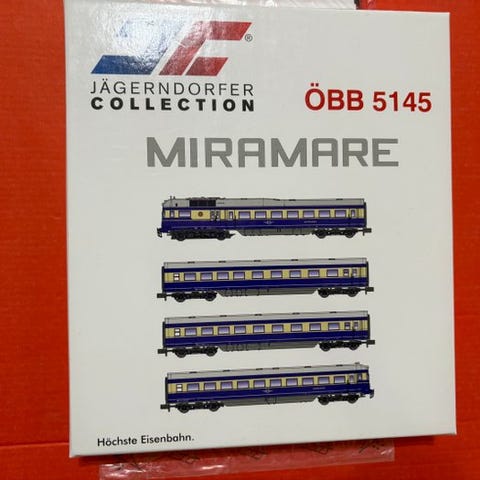 JÄGERNDORFER
COLLECTION
ÖBB 5145
MIRAMARE
Höchste Eisenbahn.